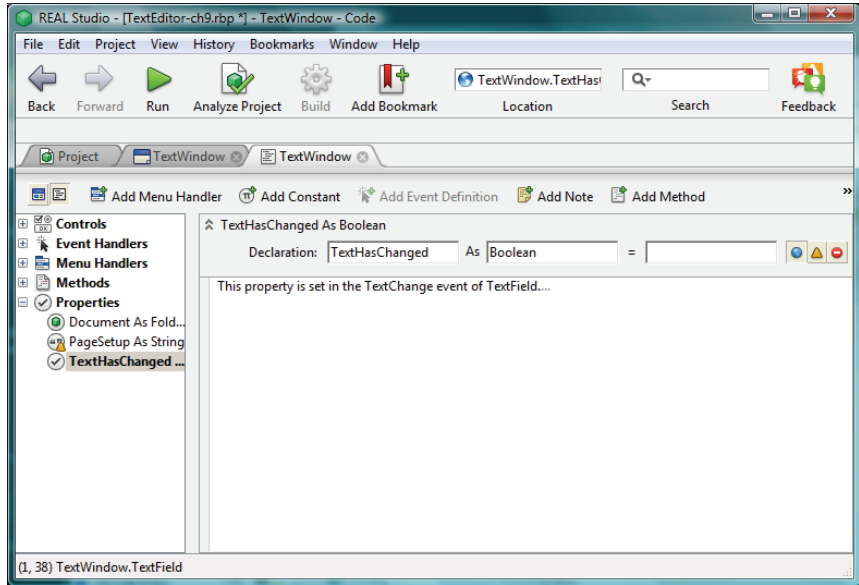 REAL Studio - [TextEditor-ch9.rbp *] - TextWindow - Code
File Edit Project View History Bookmarks Window Help
TextWindow.TextHas
Back Forward Run Analyze Project Build Add Bookmark Location Search Feedback
Project TextWindow TextWindow
Add Menu Handler Add Constant Add Event Definition Add Note Add Method »
Controls
Event Handlers
Menu Handlers
Methods
Properties
Document As Fold...
PageSetup As String
TextHasChanged ...
TextHasChanged As Boolean
Declaration: TextHasChanged As Boolean =
This property is set in the TextChange event of TextField....
(1, 38) TextWindow.TextField